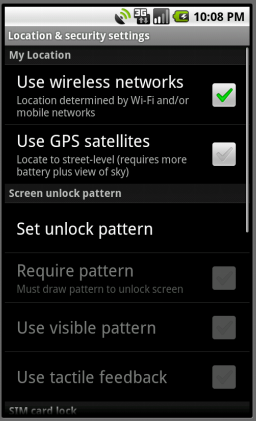 3G 10:08 PM
Location & security settings
My Location
Use wireless networks
Location determined by Wi-Fi and/or
mobile networks
Use GPS satellites
Locate to street-level (requires more
battery plus view of sky)
Screen unlock pattern
Set unlock pattern
Require pattern
Must draw pattern to unlock screen
Use visible pattern
Use tactile feedback
SIM card lock